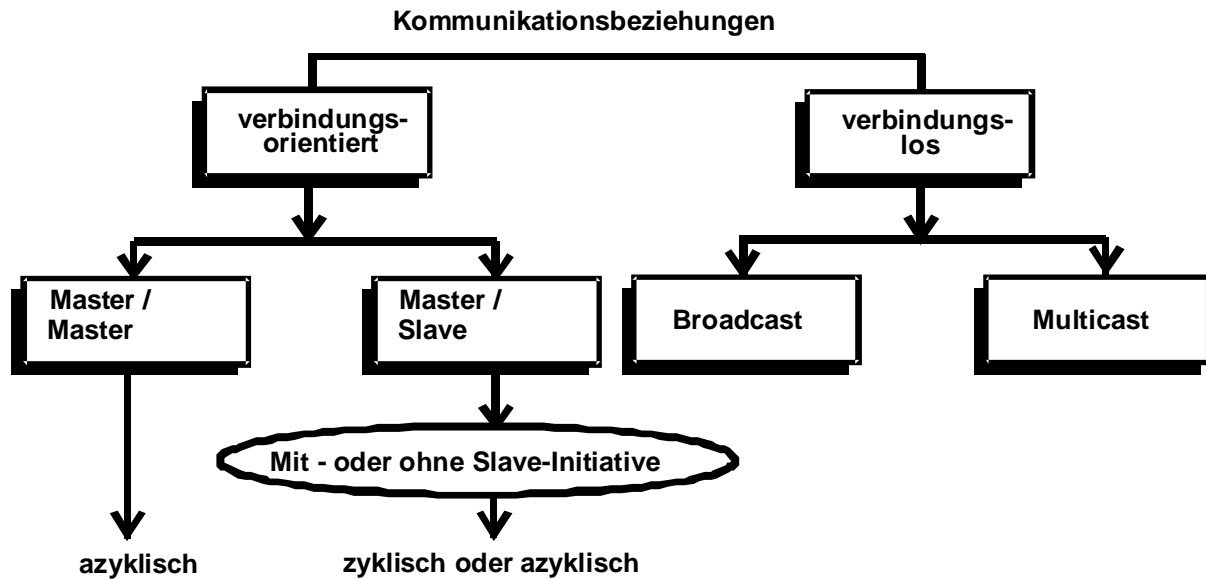 Kommunikationsbeziehungen
verbindungs-
orientiert
verbindungs-
los
Master /
Master
Master /
Slave
Broadcast
Multicast
Mit - oder ohne Slave-Initiative
azyklisch
zyklisch oder azyklisch